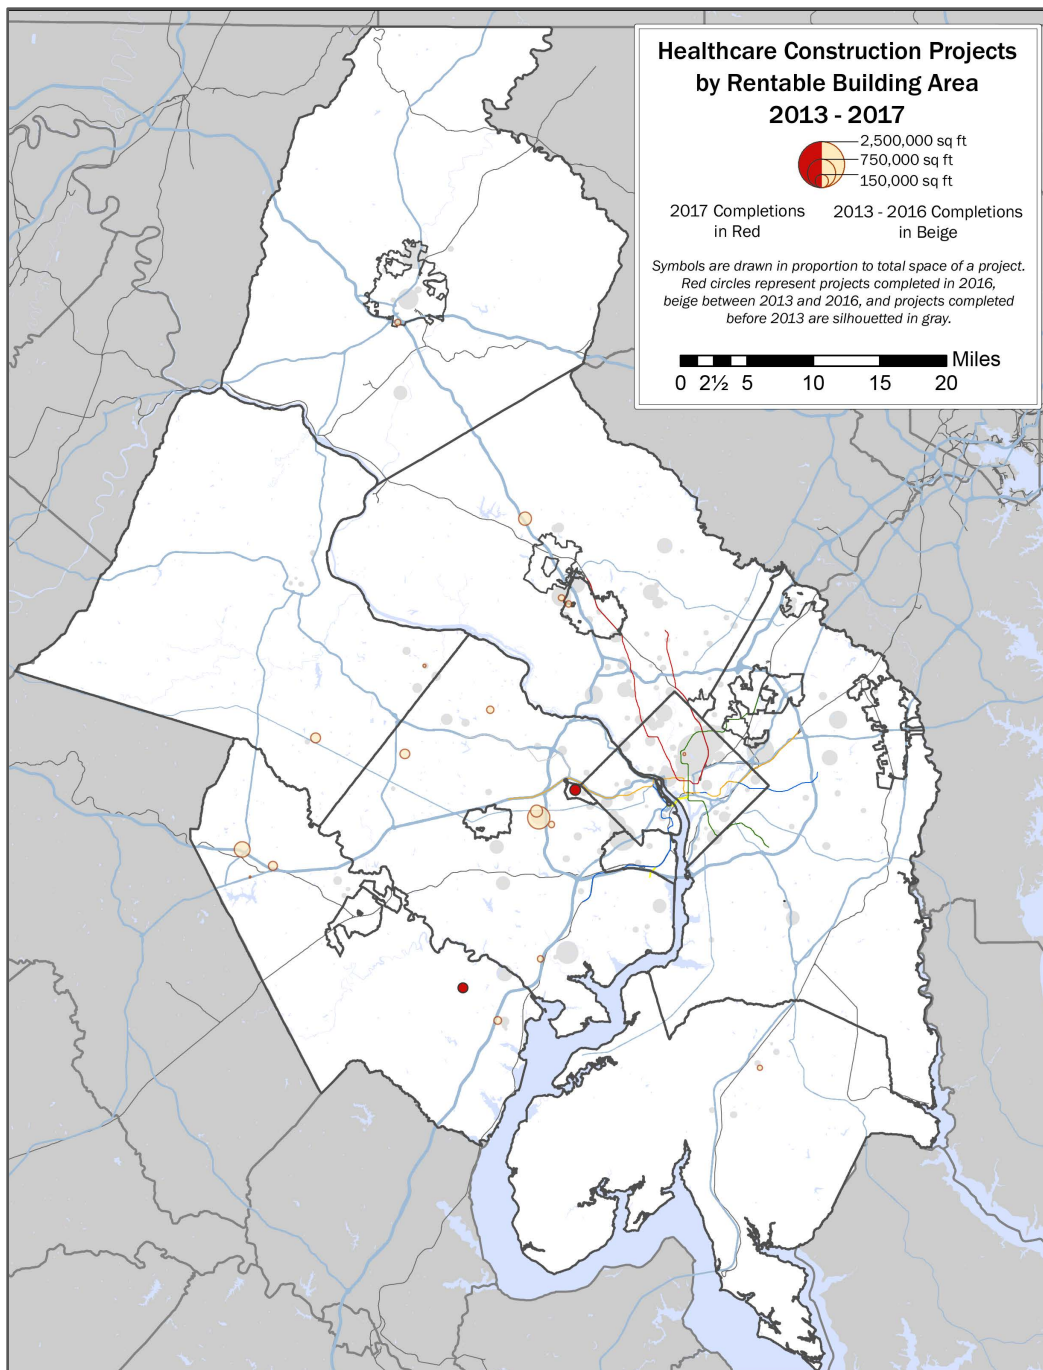 Healthcare Construction Projects
by Rentable Building Area
2013 - 2017
2,500,000 sq ft
750,000 sq ft
150,000 sq ft
2017 Completions
in Red
2013 - 2016 Completions
in Beige
Symbols are drawn in proportion to total space of a project.
Red circles represent projects completed in 2016,
beige between 2013 and 2016, and projects completed
before 2013 are silhouetted in gray.
Miles
0 2½ 5 10 15 20